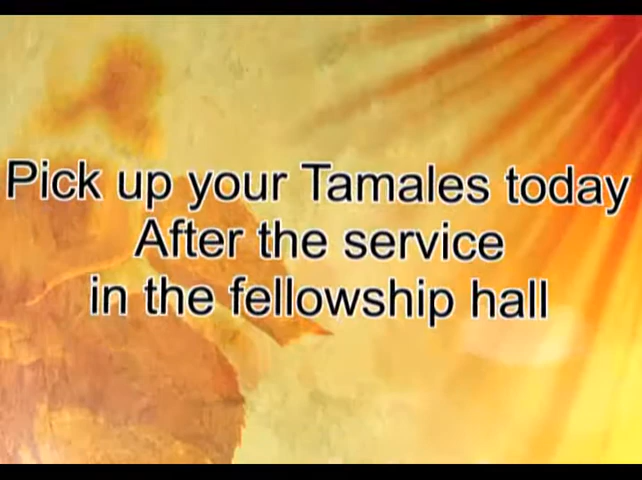 Pick up your Tamales today
After the service
in the fellowship hall